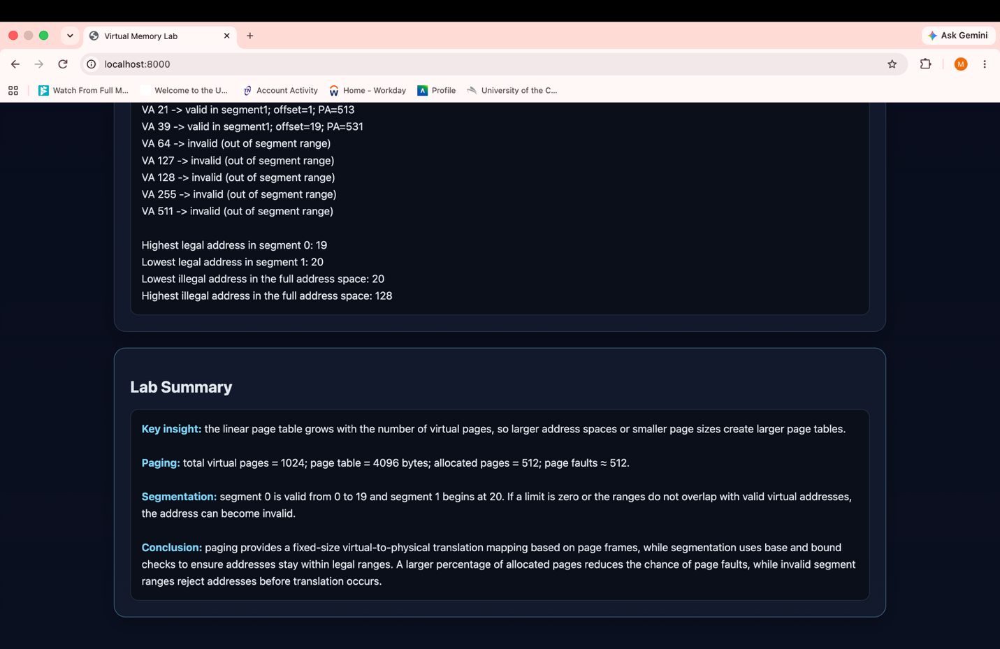 Virtual Memory Lab
Ask Gemini
localhost:8000
M
Watch From Full M...
Welcome to the U...
Account Activity
Home - Workday
Profile
University of the C...
VA 21 -> valid in segment1; offset=1; PA=513
VA 39 -> valid in segment1; offset=19; PA=531
VA 64 -> invalid (out of segment range)
VA 127 -> invalid (out of segment range)
VA 128 -> invalid (out of segment range)
VA 255 -> invalid (out of segment range)
VA 511 -> invalid (out of segment range)
Highest legal address in segment 0: 19
Lowest legal address in segment 1: 20
Lowest illegal address in the full address space: 20
Highest illegal address in the full address space: 128
Lab Summary
Key insight: the linear page table grows with the number of virtual pages, so larger address spaces or smaller page sizes create larger page tables.
Paging: total virtual pages = 1024; page table = 4096 bytes; allocated pages = 512; page faults ≈ 512.
Segmentation: segment 0 is valid from 0 to 19 and segment 1 begins at 20. If a limit is zero or the ranges do not overlap with valid virtual addresses,
the address can become invalid.
Conclusion: paging provides a fixed-size virtual-to-physical translation mapping based on page frames, while segmentation uses base and bound
checks to ensure addresses stay within legal ranges. A larger percentage of allocated pages reduces the chance of page faults, while invalid segment
ranges reject addresses before translation occurs.